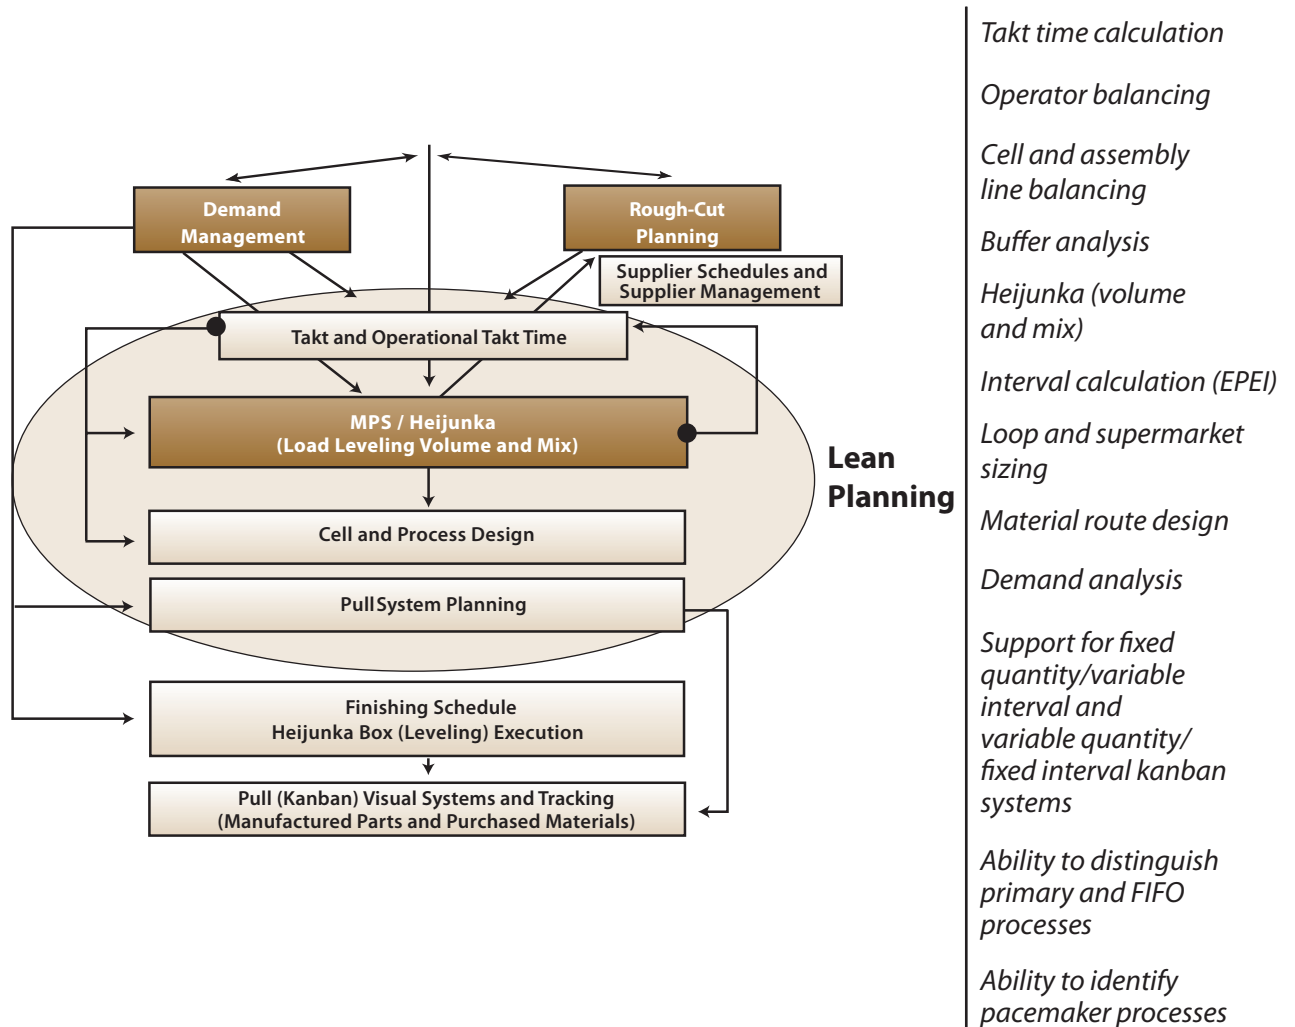 Demand
Management
Rough-Cut
Planning
Supplier Schedules and
Supplier Management
Takt and Operational Takt Time
MPS / Heijunka
(Load Leveling Volume and Mix)
Cell and Process Design
Pull System Planning
Finishing Schedule
Heijunka Box (Leveling) Execution
Pull (Kanban) Visual Systems and Tracking
(Manufactured Parts and Purchased Materials)
Lean
Planning
Takt time calculation
Operator balancing
Cell and assembly
line balancing
Buffer analysis
Heijunka (volume
and mix)
Interval calculation (EPEI)
Loop and supermarket
sizing
Material route design
Demand analysis
Support for fixed
quantity/variable
interval and
variable quantity/
fixed interval kanban
systems
Ability to distinguish
primary and FIFO
processes
Ability to identify
pacemaker processes